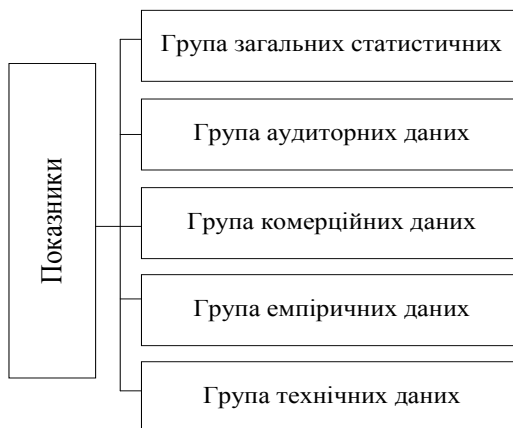 Показники
Група загальних статистичних
Група аудиторних даних
Група комерційних даних
Група емпіричних даних
Група технічних даних